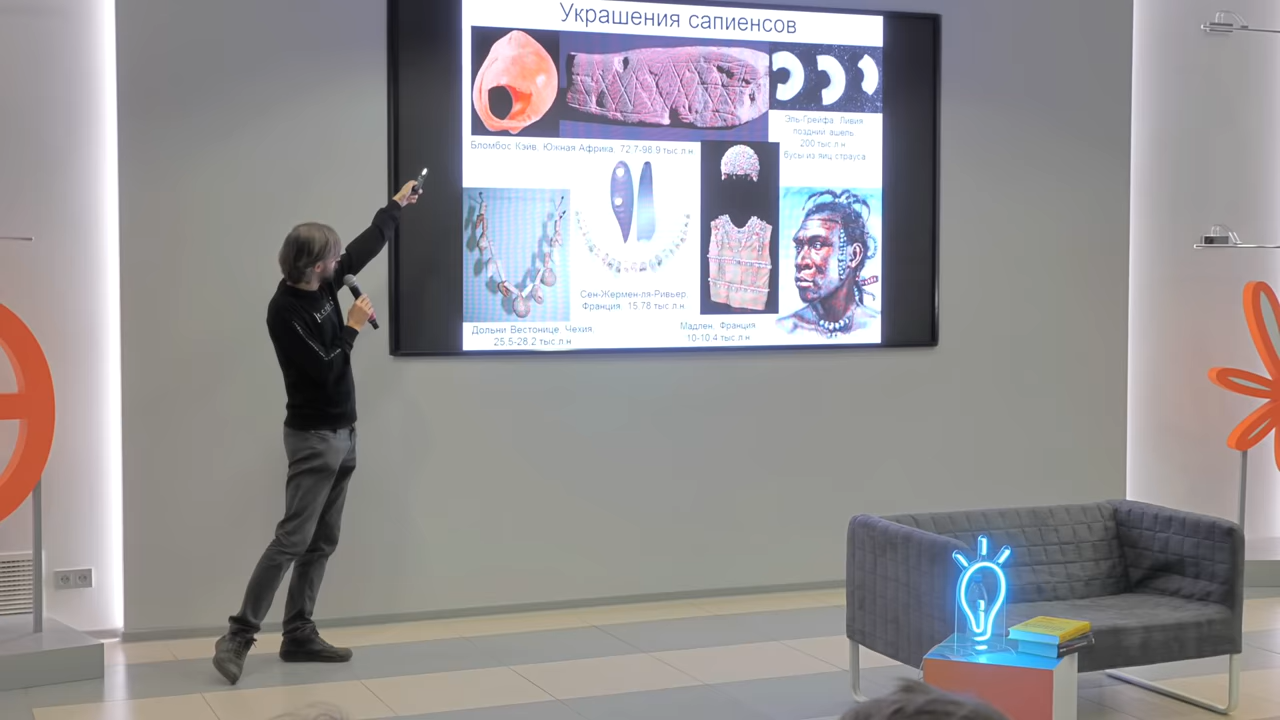 Украшения сапиенсов
Бломбос Кэйв, Южная Африка, 72.7-98.9 тыс.л.н.
Эль-Грейфа, Ливия
поздний ашель
200 тыс.л.н.
бусы из яиц страуса
Сен-Жермен-ля-Ривьер,
Франция, 15.78 тыс.л.н.
Дольни Вестонице, Чехия,
25.5-28.2 тыс.л.н.
Мадлен, Франция,
10-10.4 тыс.л.н.